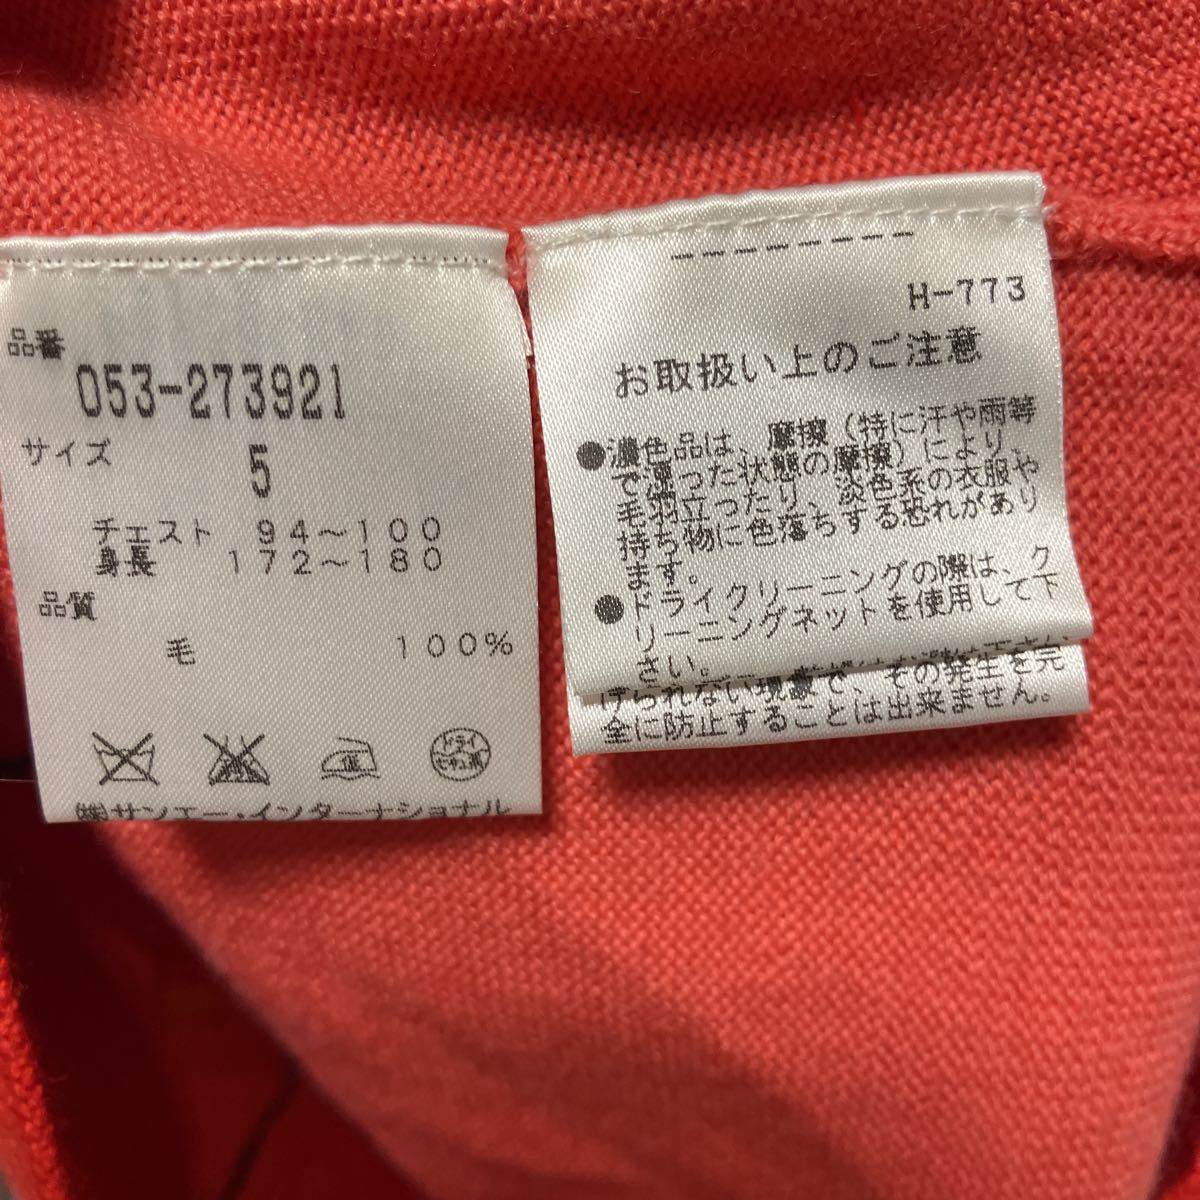 品番
053-273921
サイズ
5
チェスト 94～100
身長 172～180
品質
毛 100%
ドライ
セキユ系
㈱サンエー・インターナショナル
-------
H-773
お取扱い上のご注意
●濃色品は、摩擦(特に汗や雨等
で湿った状態の摩擦)により、
毛羽立ったり、淡色系の衣服や
持ち物に色落ちする恐れがあり
ます。
●ドライクリーニングの際は、ク
リーニングネットを使用して下
さい。
げられない現象で、その発生を完
全に防止することは出来ません。